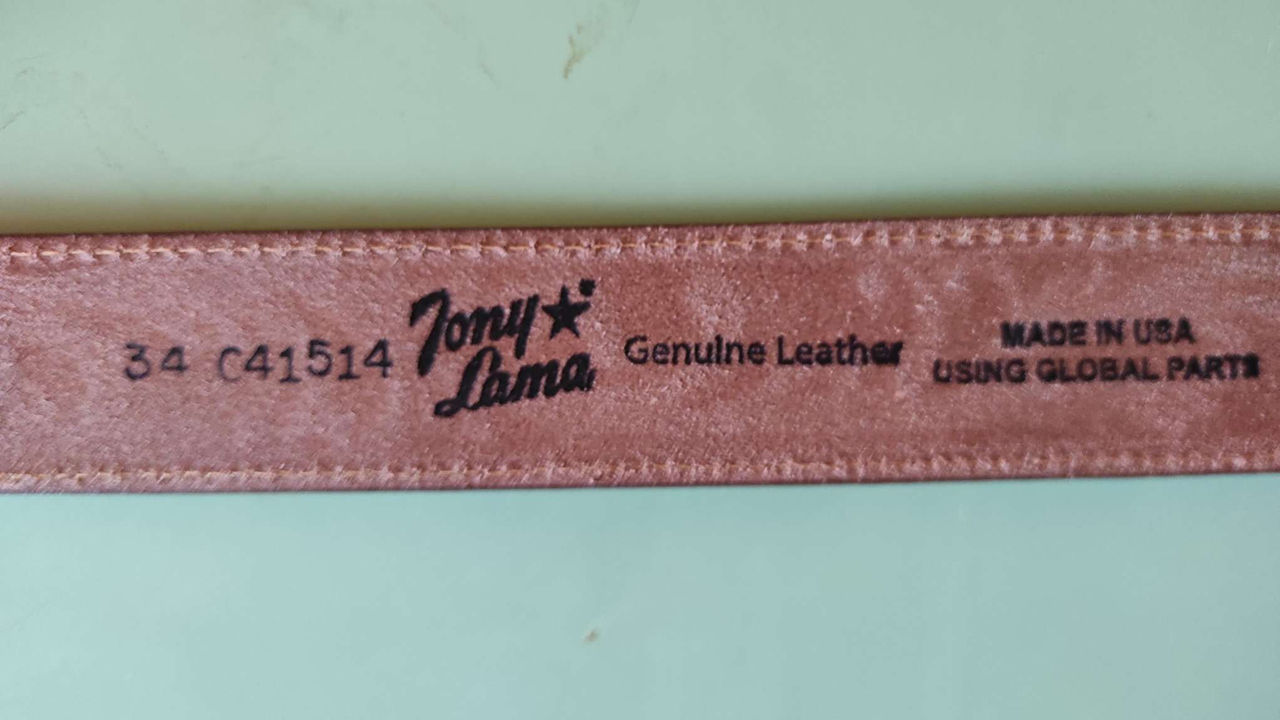 34 C41514
Tony
Lama
Genuine Leather
MADE IN USA
USING GLOBAL PARTS